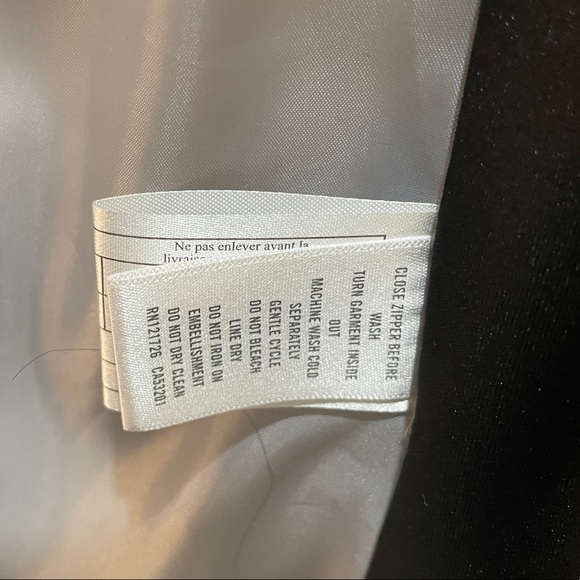 Ne pas enlever avant la
livraison
CLOSE ZIPPER BEFORE
WASH
TURN GARMENT INSIDE
OUT
MACHINE WASH COLD
SEPARATELY
GENTLE CYCLE
DO NOT BLEACH
LINE DRY
DO NOT IRON ON
EMBELLISHMENT
DO NOT DRY CLEAN
RN121726 CA53201